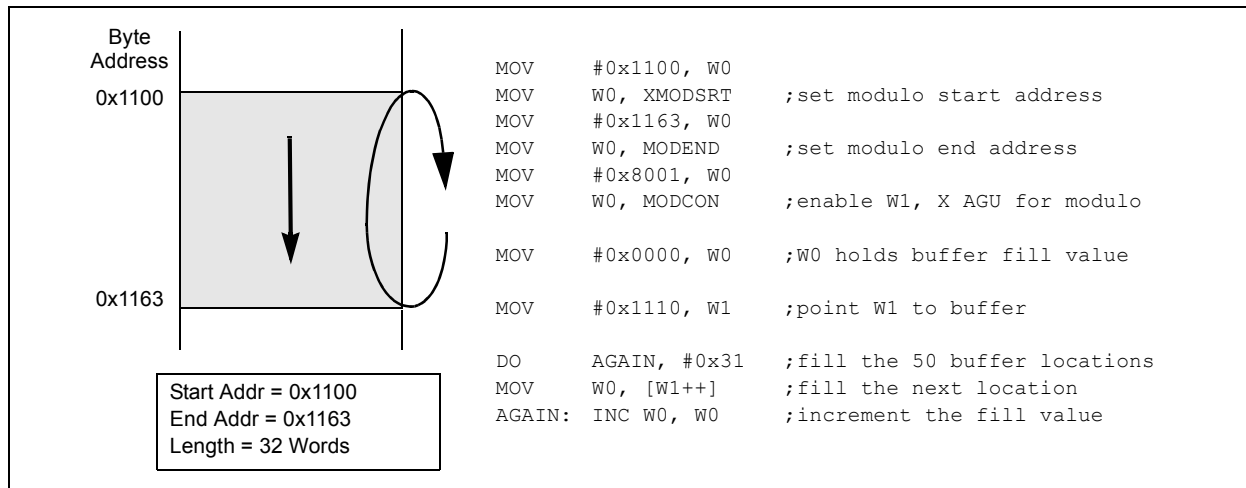 Byte
Address
0x1100
0x1163
Start Addr = 0x1100
End Addr = 0x1163
Length = 32 Words
MOV #0x1100, W0
MOV W0, XMODSRT ;set modulo start address
MOV #0x1163, W0
MOV W0, MODEND ;set modulo end address
MOV #0x8001, W0
MOV W0, MODCON ;enable W1, X AGU for modulo
MOV #0x0000, W0 ;W0 holds buffer fill value
MOV #0x1110, W1 ;point W1 to buffer
DO AGAIN, #0x31 ;fill the 50 buffer locations
MOV W0, [W1++] ;fill the next location
AGAIN: INC W0, W0 ;increment the fill value